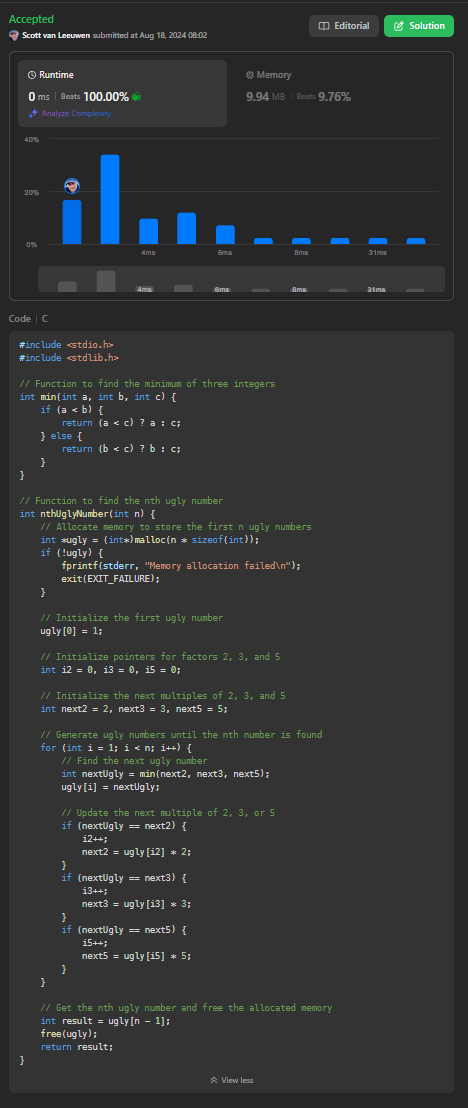 Accepted
Scott van Leeuwen submitted at Aug 18, 2024 08:02
Editorial
Solution
Runtime
0 ms | Beats 100.00%
Analyze Complexity
Memory
9.94 MB | Beats 9.76%
40%
20%
0%
4ms 6ms 8ms 31ms
4ms 6ms 8ms 31ms
Code | C
#include <stdio.h>
#include <stdlib.h>
// Function to find the minimum of three integers
int min(int a, int b, int c) {
    if (a < b) {
        return (a < c) ? a : c;
    } else {
        return (b < c) ? b : c;
    }
}
// Function to find the nth ugly number
int nthUglyNumber(int n) {
    // Allocate memory to store the first n ugly numbers
    int *ugly = (int*)malloc(n * sizeof(int));
    if (!ugly) {
        fprintf(stderr, "Memory allocation failed\n");
        exit(EXIT_FAILURE);
    }
    // Initialize the first ugly number
    ugly[0] = 1;
    // Initialize pointers for factors 2, 3, and 5
    int i2 = 0, i3 = 0, i5 = 0;
    // Initialize the next multiples of 2, 3, and 5
    int next2 = 2, next3 = 3, next5 = 5;
    // Generate ugly numbers until the nth number is found
    for (int i = 1; i < n; i++) {
        // Find the next ugly number
        int nextUgly = min(next2, next3, next5);
        ugly[i] = nextUgly;
        // Update the next multiple of 2, 3, or 5
        if (nextUgly == next2) {
            i2++;
            next2 = ugly[i2] * 2;
        }
        if (nextUgly == next3) {
            i3++;
            next3 = ugly[i3] * 3;
        }
        if (nextUgly == next5) {
            i5++;
            next5 = ugly[i5] * 5;
        }
    }
    // Get the nth ugly number and free the allocated memory
    int result = ugly[n - 1];
    free(ugly);
    return result;
}
View less